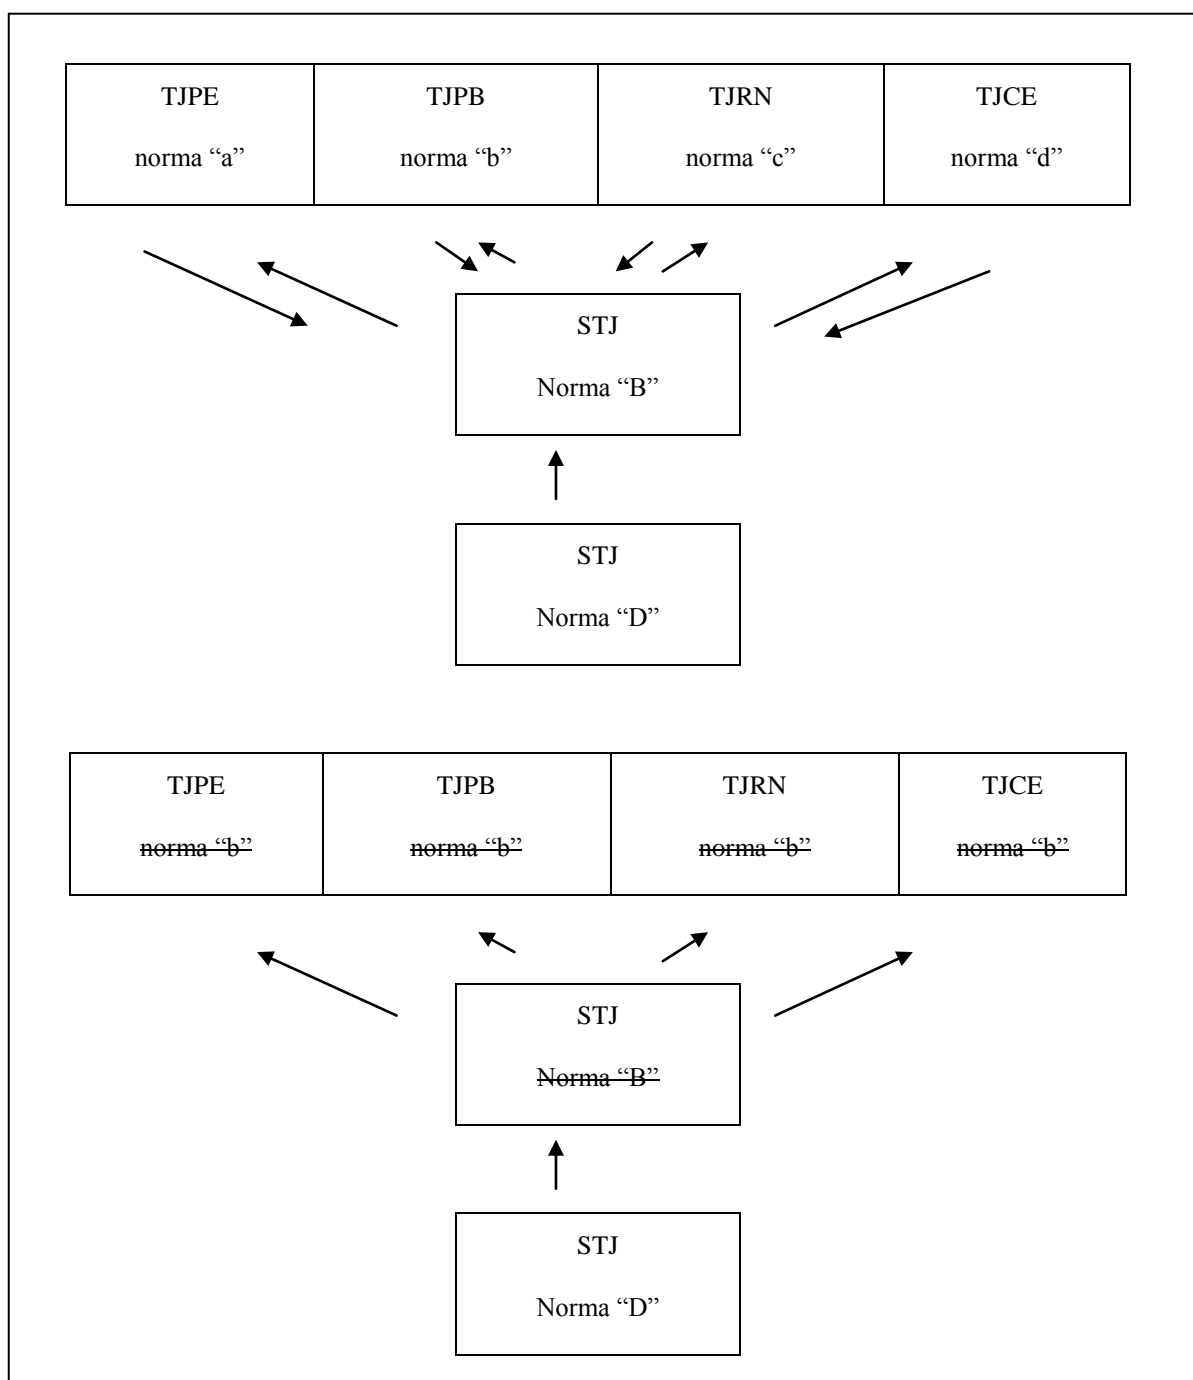 TJPE TJPB TJRN TJCE
norma “a” norma “b” norma “c” norma “d”
STJ
Norma “B”
STJ
Norma “D”
TJPE TJPB TJRN TJCE
norma “b” norma “b” norma “b” norma “b”
STJ
Norma “B”
STJ
Norma “D”